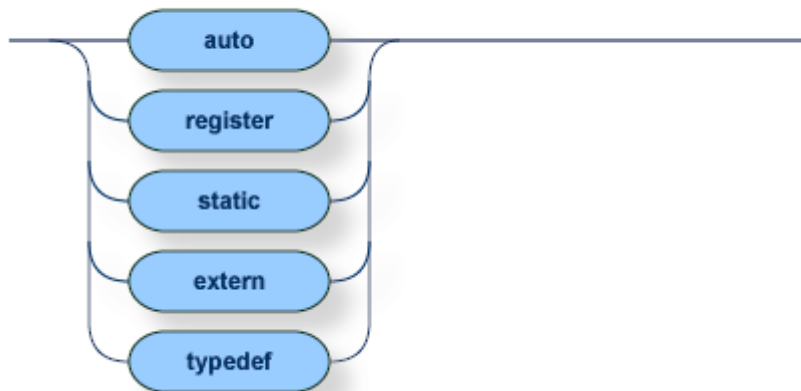 auto
register
static
extern
typedef